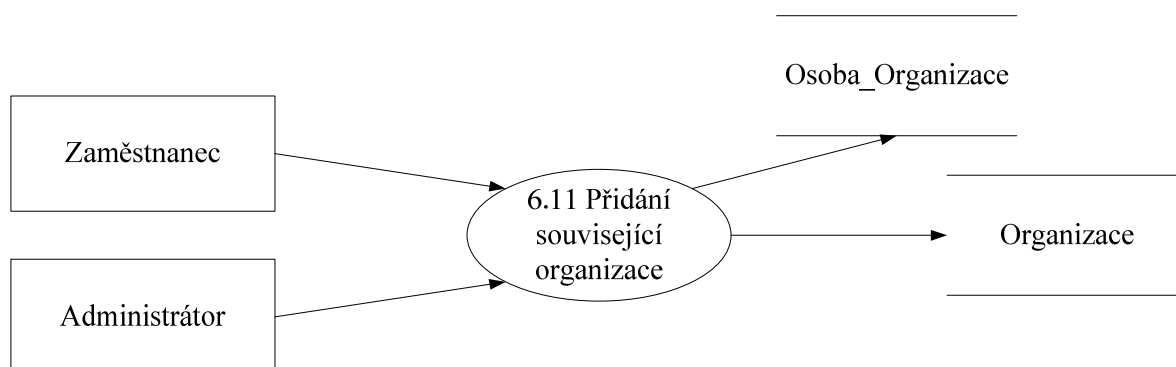 Osoba_Organizace
Zaměstnanec
6.11 Přidání
související
organizace
Organizace
Administrátor